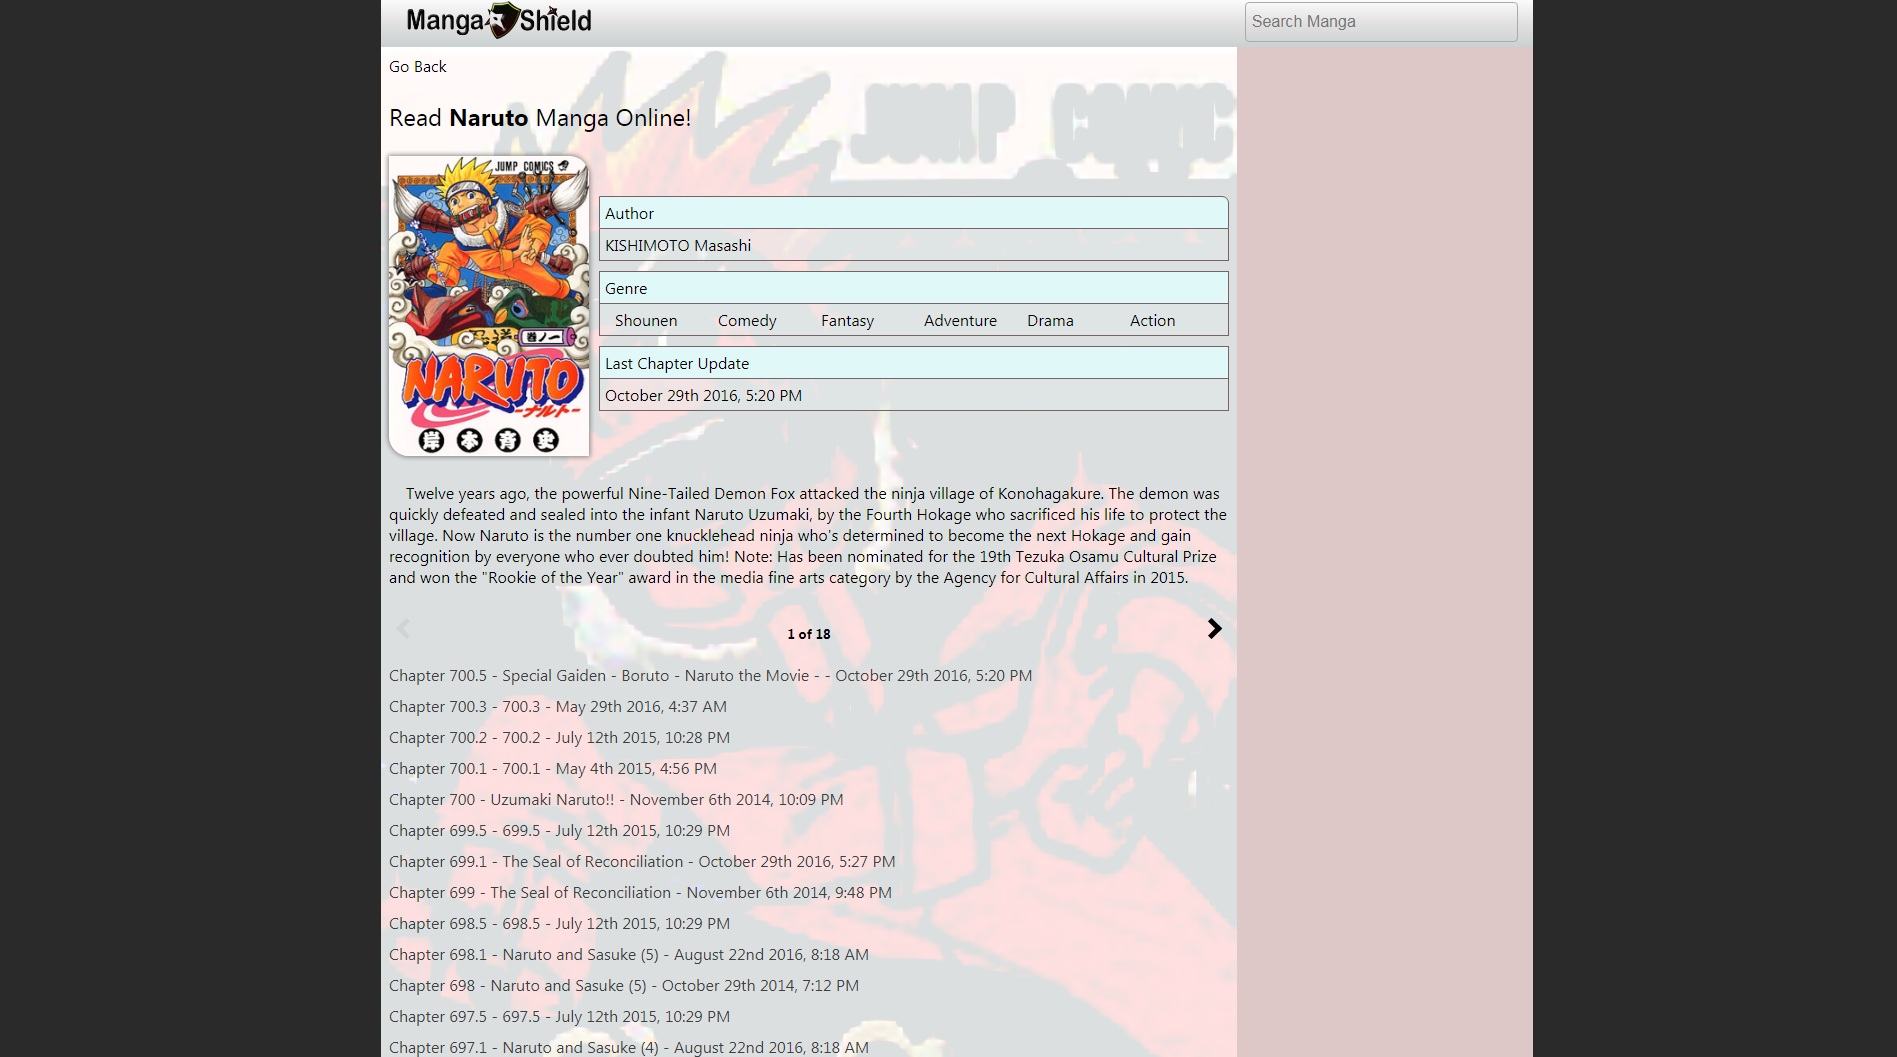 Manga Shield
Search Manga
Go Back
Read Naruto Manga Online!
JUMP COMICS
巻ノ一
NARUTO
-ナルト-
岸本斉史
JUMP COMIC
Author
KISHIMOTO Masashi
Genre
Shounen Comedy Fantasy Adventure Drama Action
Last Chapter Update
October 29th 2016, 5:20 PM
Twelve years ago, the powerful Nine-Tailed Demon Fox attacked the ninja village of Konohagakure. The demon was
quickly defeated and sealed into the infant Naruto Uzumaki, by the Fourth Hokage who sacrificed his life to protect the
village. Now Naruto is the number one knucklehead ninja who's determined to become the next Hokage and gain
recognition by everyone who ever doubted him! Note: Has been nominated for the 19th Tezuka Osamu Cultural Prize
and won the "Rookie of the Year" award in the media fine arts category by the Agency for Cultural Affairs in 2015.
1 of 18
Chapter 700.5 - Special Gaiden - Boruto - Naruto the Movie - - October 29th 2016, 5:20 PM
Chapter 700.3 - 700.3 - May 29th 2016, 4:37 AM
Chapter 700.2 - 700.2 - July 12th 2015, 10:28 PM
Chapter 700.1 - 700.1 - May 4th 2015, 4:56 PM
Chapter 700 - Uzumaki Naruto!! - November 6th 2014, 10:09 PM
Chapter 699.5 - 699.5 - July 12th 2015, 10:29 PM
Chapter 699.1 - The Seal of Reconciliation - October 29th 2016, 5:27 PM
Chapter 699 - The Seal of Reconciliation - November 6th 2014, 9:48 PM
Chapter 698.5 - 698.5 - July 12th 2015, 10:29 PM
Chapter 698.1 - Naruto and Sasuke (5) - August 22nd 2016, 8:18 AM
Chapter 698 - Naruto and Sasuke (5) - October 29th 2014, 7:12 PM
Chapter 697.5 - 697.5 - July 12th 2015, 10:29 PM
Chapter 697.1 - Naruto and Sasuke (4) - August 22nd 2016, 8:18 AM